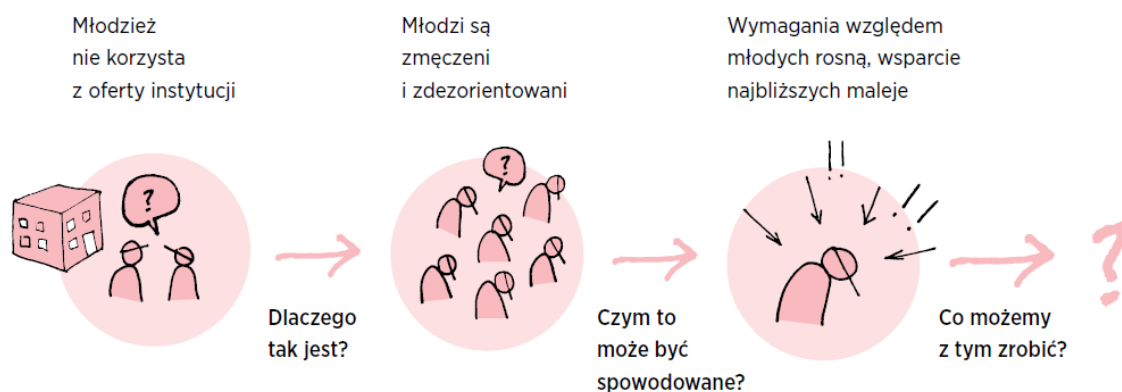 Młodzież
nie korzysta
z oferty instytucji
Młodzi są
zmęczeni
i zdezorientowani
Wymagania względem
młodych rosną, wsparcie
najbliższych maleje
?
?
!!
!!
Dlaczego
tak jest?
Czym to
może być
spowodowane?
Co możemy
z tym zrobić?
?